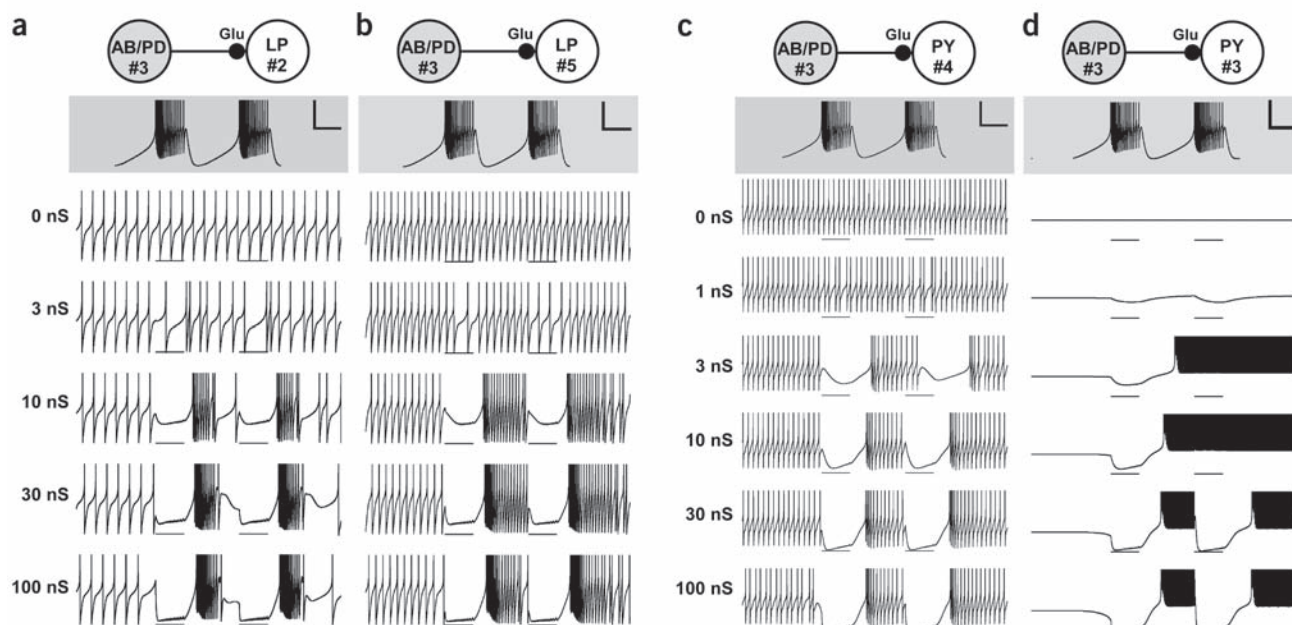 a b c d
Glu Glu Glu Glu
AB/PD LP AB/PD LP AB/PD PY AB/PD PY
#3 #2 #3 #5 #3 #4 #3 #3
0 nS 0 nS
3 nS 1 nS
10 nS 3 nS
30 nS 10 nS
100 nS 30 nS
100 nS